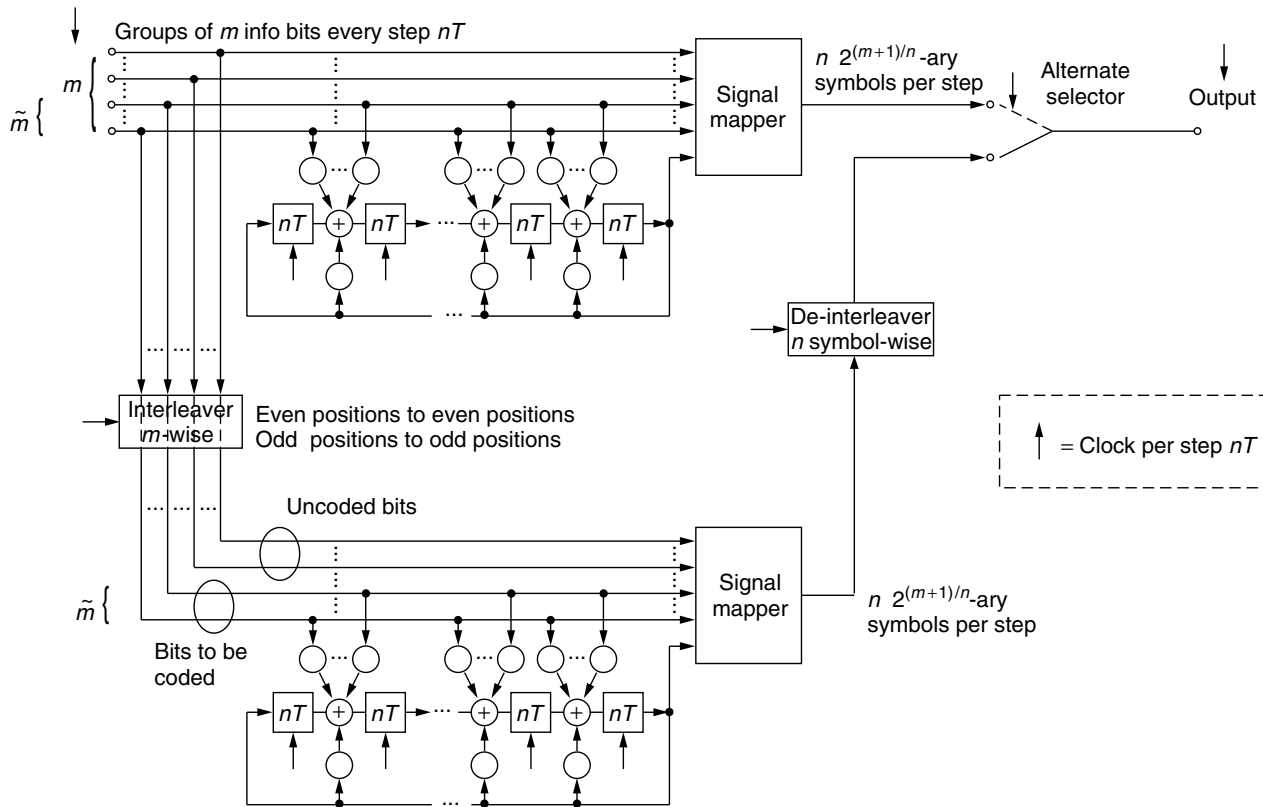 Groups of m info bits every step nT
m
m̃ {
Signal
mapper
n 2^(m+1)/n-ary
symbols per step
Alternate
selector
Output
...
...
...
nT
+
nT
...
+
nT
+
nT
...
De-interleaver
n symbol-wise
... ...
Interleaver
m-wise
Even positions to even positions
Odd positions to odd positions
= Clock per step nT
... ...
Uncoded bits
m̃ {
Bits to be
coded
Signal
mapper
n 2^(m+1)/n-ary
symbols per step
...
...
...
nT
+
nT
...
+
nT
+
nT
...